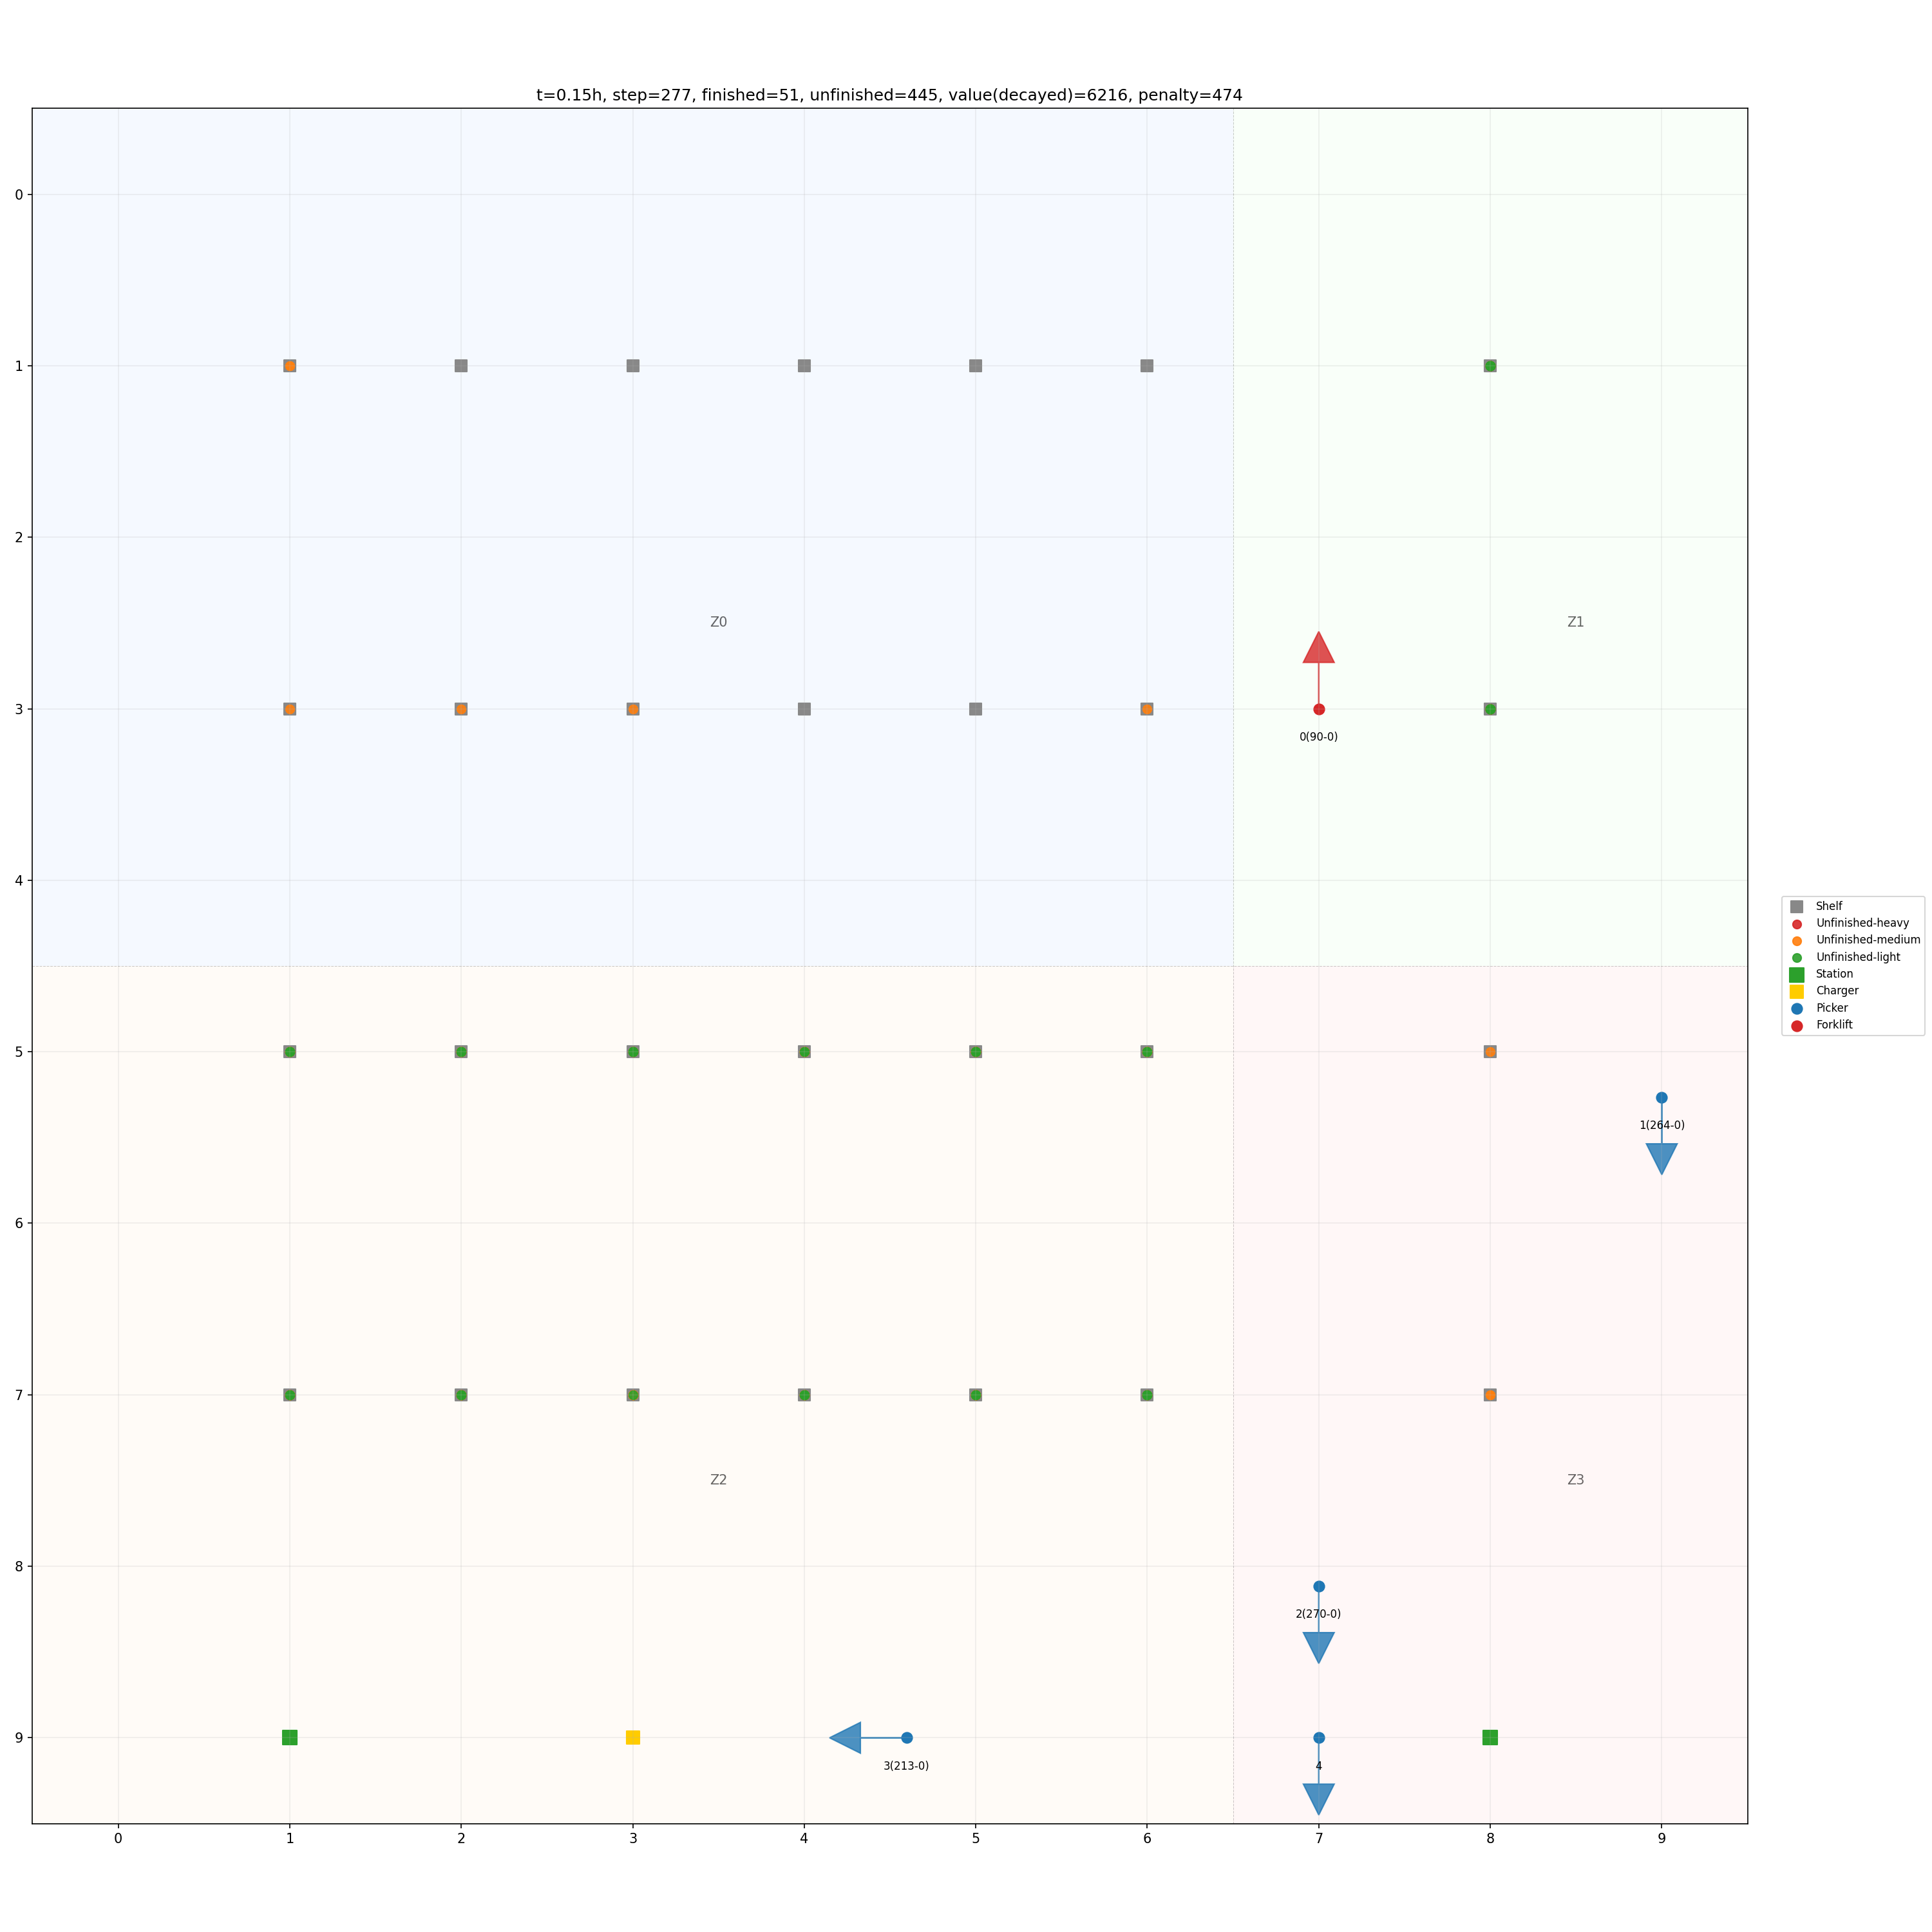 t=0.15h, step=277, finished=51, unfinished=445, value(decayed)=6216, penalty=474
0
1
2
Z0
Z1
3
0(90-0)
4
Shelf
Unfinished-heavy
Unfinished-medium
Unfinished-light
Station
Charger
Picker
Forklift
5
1(264-0)
6
7
Z2
Z3
8
2(270-0)
9
3(213-0)
4
0 1 2 3 4 5 6 7 8 9